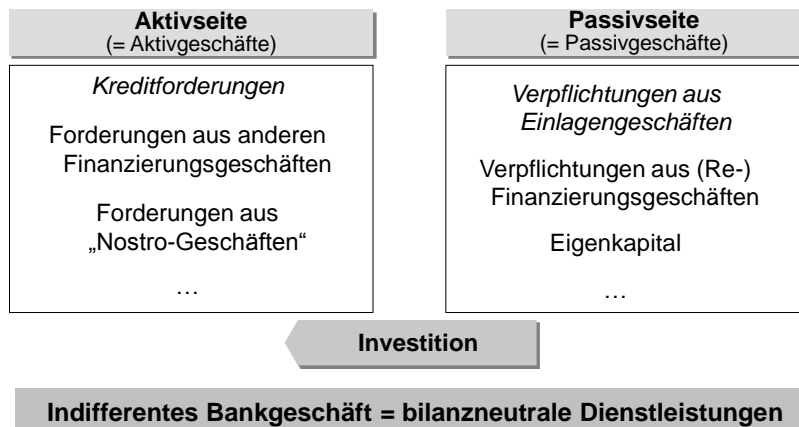 Aktivseite
(= Aktivgeschäfte)
Kreditforderungen
Forderungen aus anderen
Finanzierungsgeschäften
Forderungen aus
„Nostro-Geschäften“
…
Passivseite
(= Passivgeschäfte)
Verpflichtungen aus
Einlagengeschäften
Verpflichtungen aus (Re-)
Finanzierungsgeschäften
Eigenkapital
…
Investition
Indifferentes Bankgeschäft = bilanzneutrale Dienstleistungen